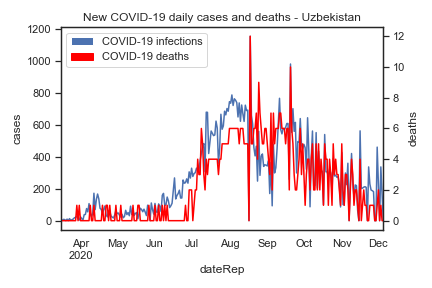 New COVID-19 daily cases and deaths - Uzbekistan
COVID-19 infections
COVID-19 deaths
1200
1000
800
600
400
200
0
cases
12
10
8
6
4
2
0
deaths
Apr May Jun Jul Aug Sep Oct Nov Dec
2020
dateRep